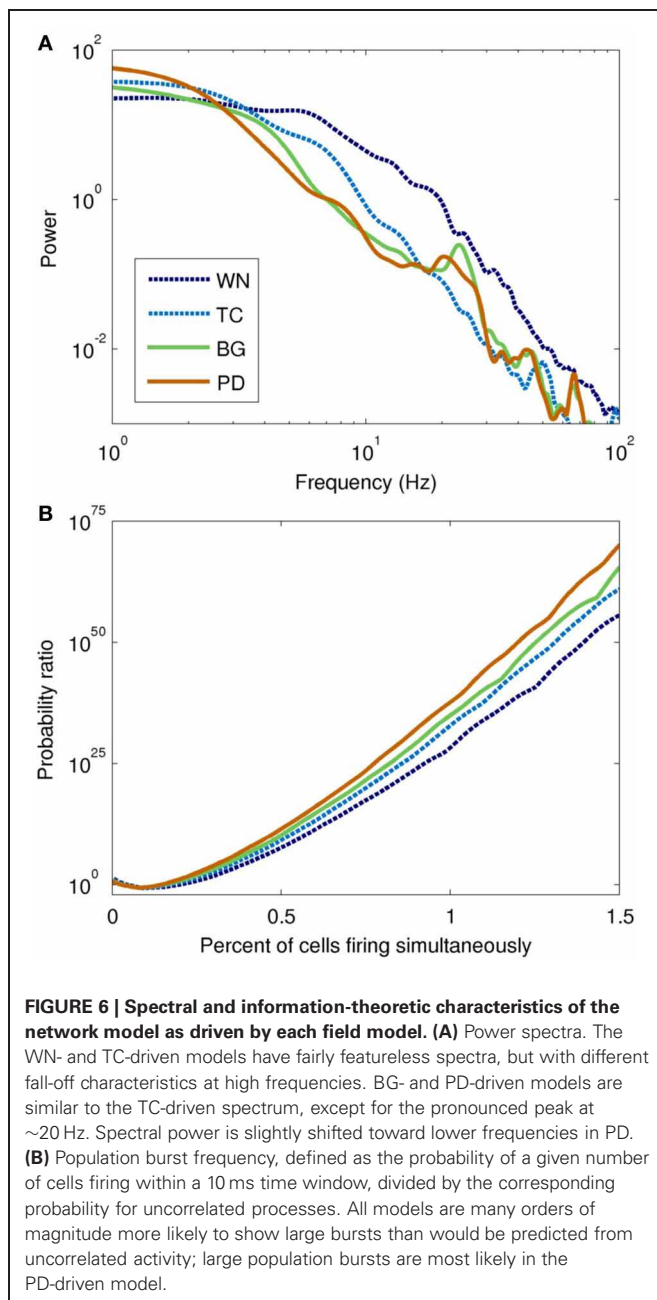 A
10^2
10^0
10^-2
Power
WN
TC
BG
PD
10^0
10^1
10^2
Frequency (Hz)
B
10^75
10^50
10^25
10^0
Probability ratio
0
0.5
1
1.5
Percent of cells firing simultaneously
FIGURE 6 | Spectral and information-theoretic characteristics of the
network model as driven by each field model. (A) Power spectra. The
WN- and TC-driven models have fairly featureless spectra, but with different
fall-off characteristics at high frequencies. BG- and PD-driven models are
similar to the TC-driven spectrum, except for the pronounced peak at
∼20 Hz. Spectral power is slightly shifted toward lower frequencies in PD.
(B) Population burst frequency, defined as the probability of a given number
of cells firing within a 10 ms time window, divided by the corresponding
probability for uncorrelated processes. All models are many orders of
magnitude more likely to show large bursts than would be predicted from
uncorrelated activity; large population bursts are most likely in the
PD-driven model.